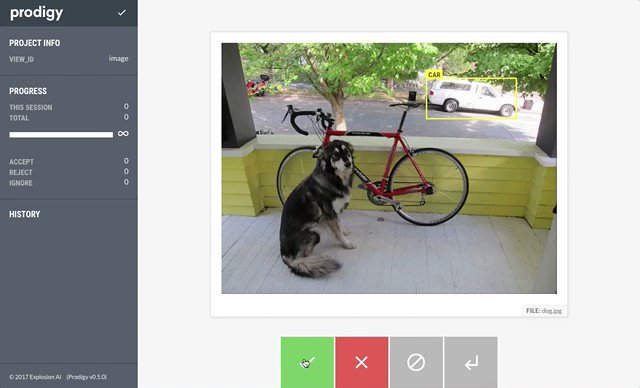 prodigy
PROJECT INFO
VIEW_ID image
PROGRESS
THIS SESSION 0
TOTAL 0
∞
ACCEPT 0
REJECT 0
IGNORE 0
HISTORY
© 2017 Explosion AI (Prodigy v0.5.0)
CAR
FILE: dog.jpg